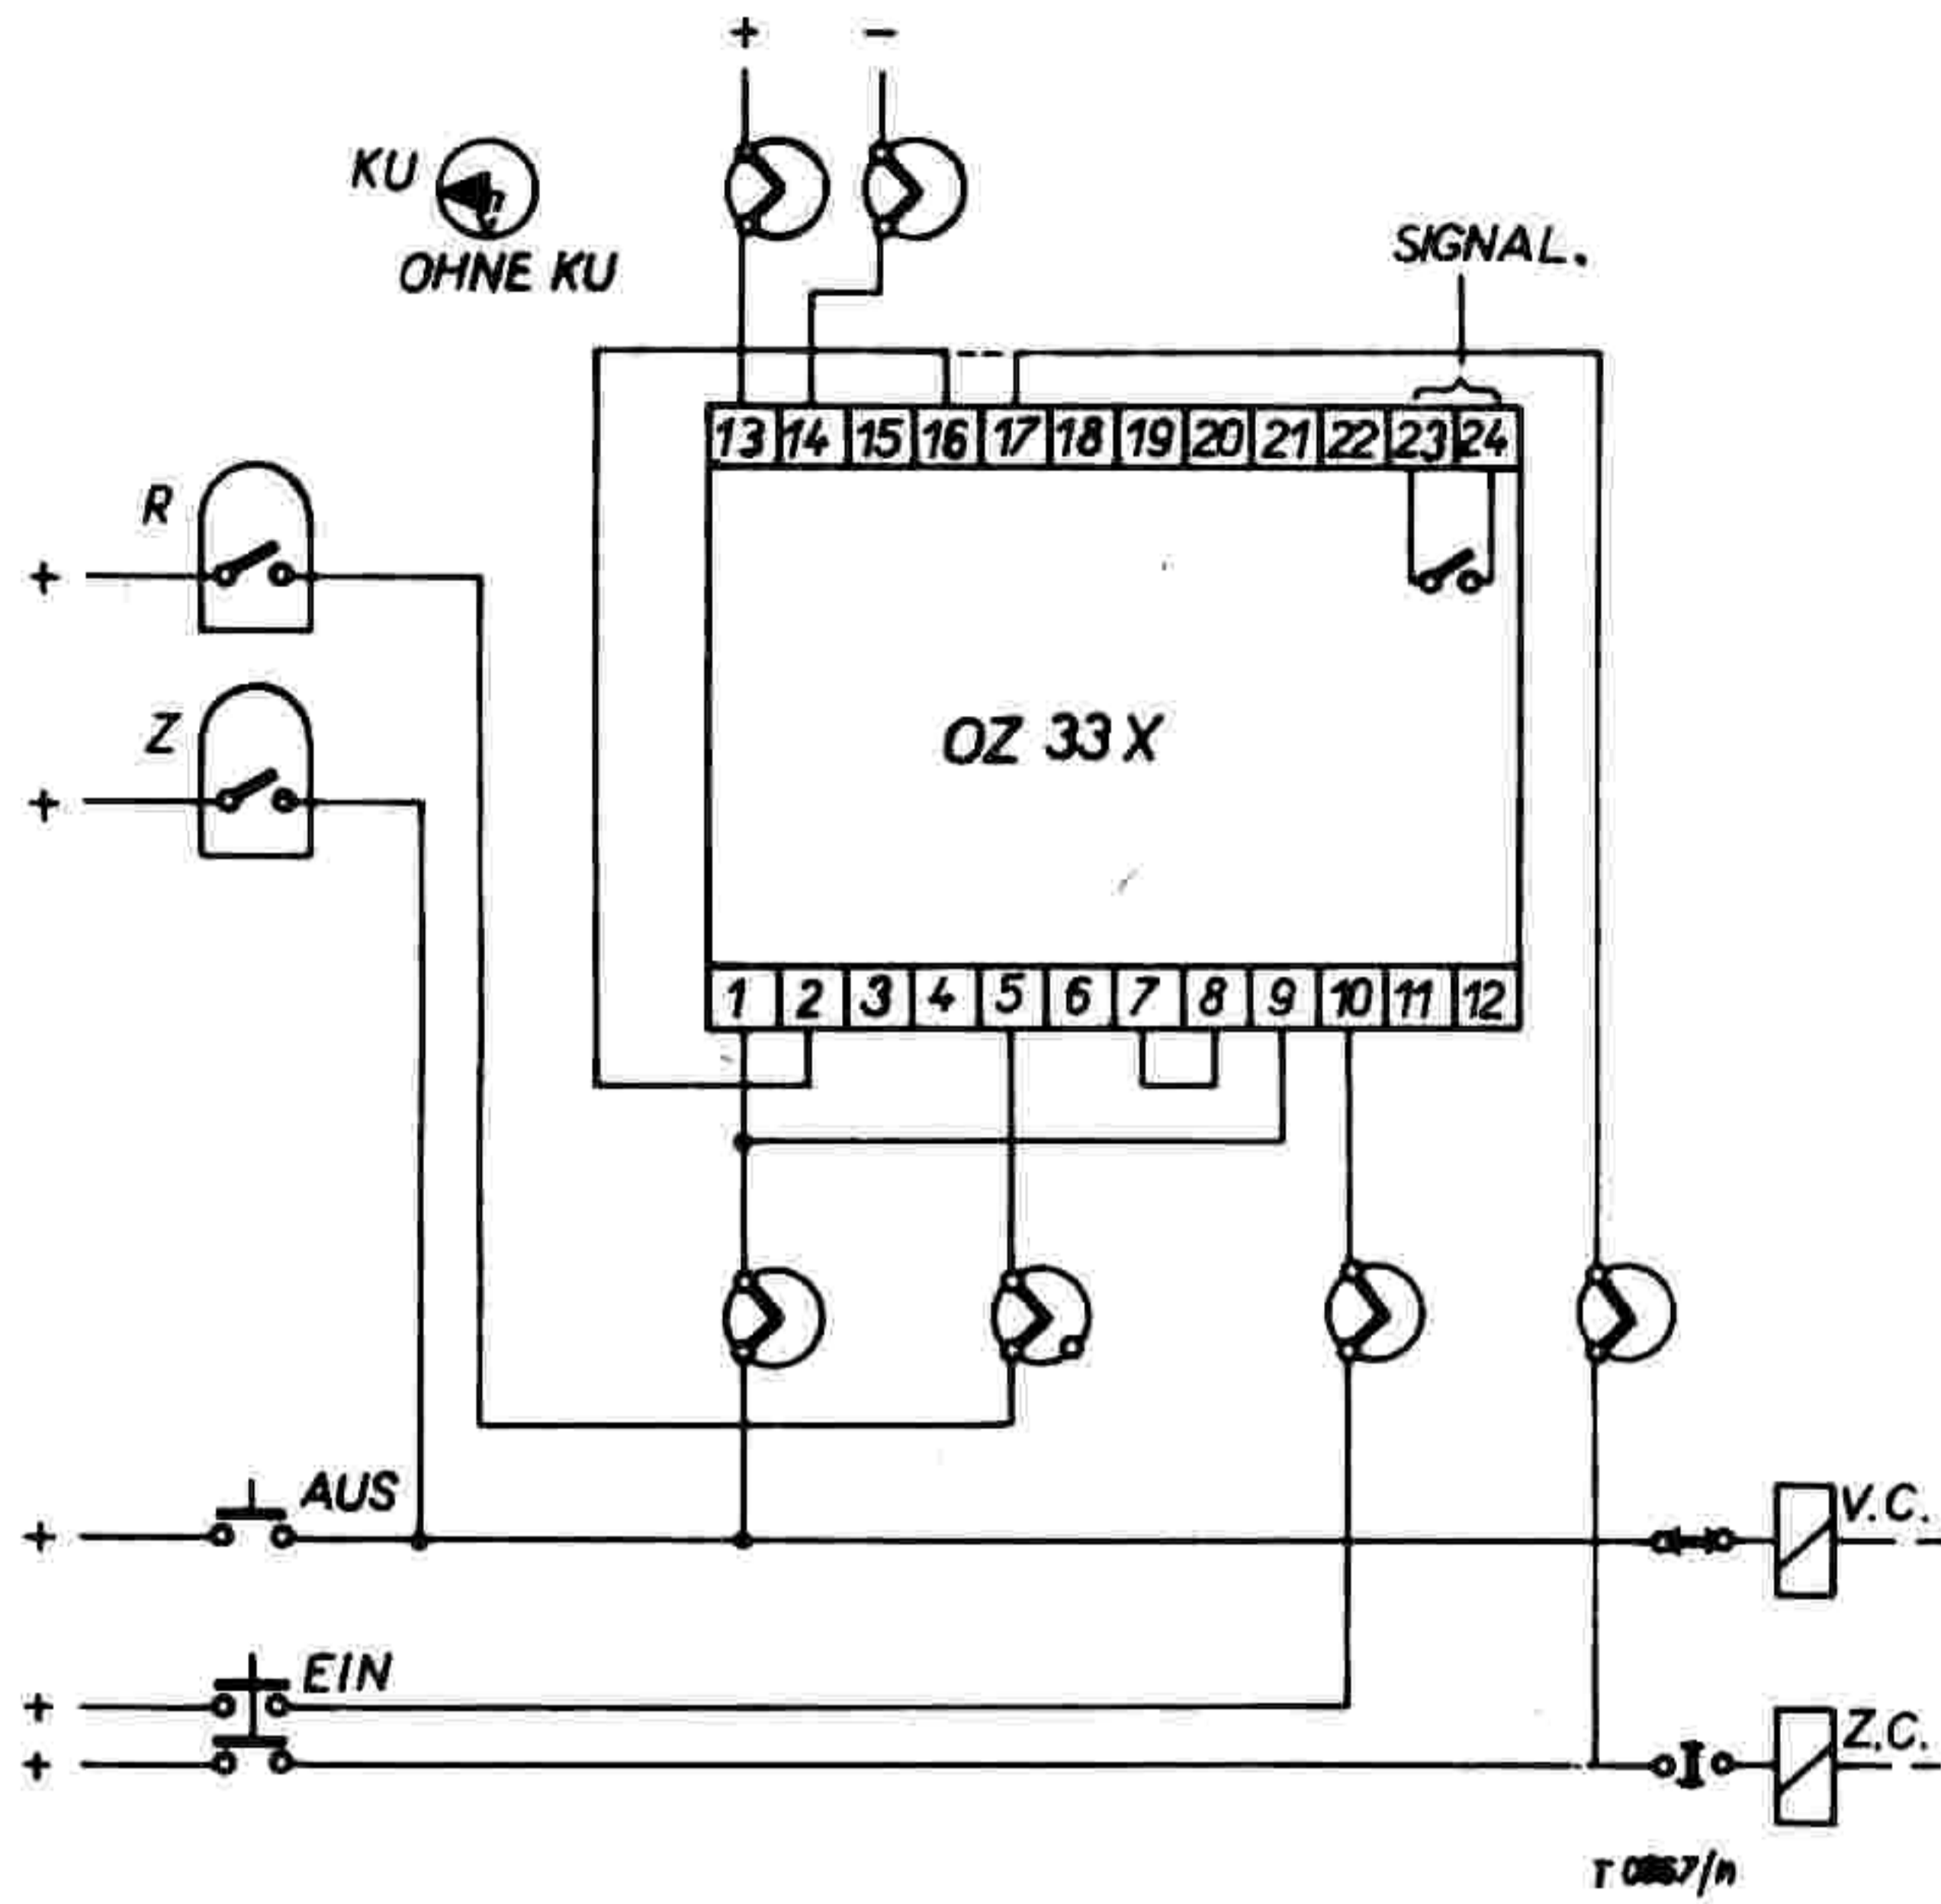 + −
KU
OHNE KU
SIGNAL.
13 14 15 16 17 18 19 20 21 22 23 24
R
+
Z
+
OZ 33 X
1 2 3 4 5 6 7 8 9 10 11 12
+ AUS V.C.
+ EIN
+ Z.C.